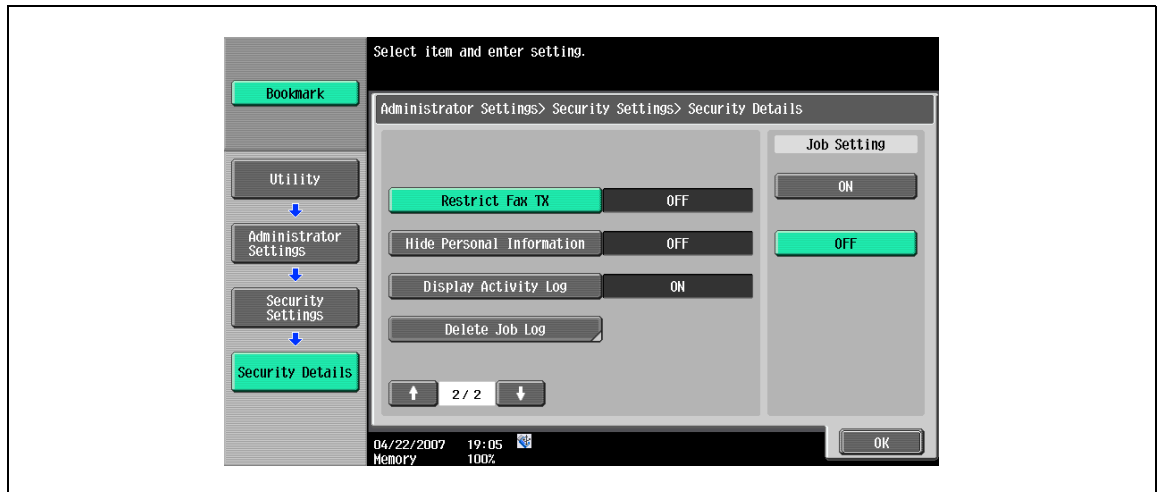 Select item and enter setting.
Bookmark
Administrator Settings> Security Settings> Security Details
Job Setting
Utility
ON
Restrict Fax TX OFF
Administrator
Settings
Hide Personal Information OFF
OFF
Display Activity Log ON
Security
Settings
Delete Job Log
Security Details
2/ 2
04/22/2007 19:05
Memory 100%
OK